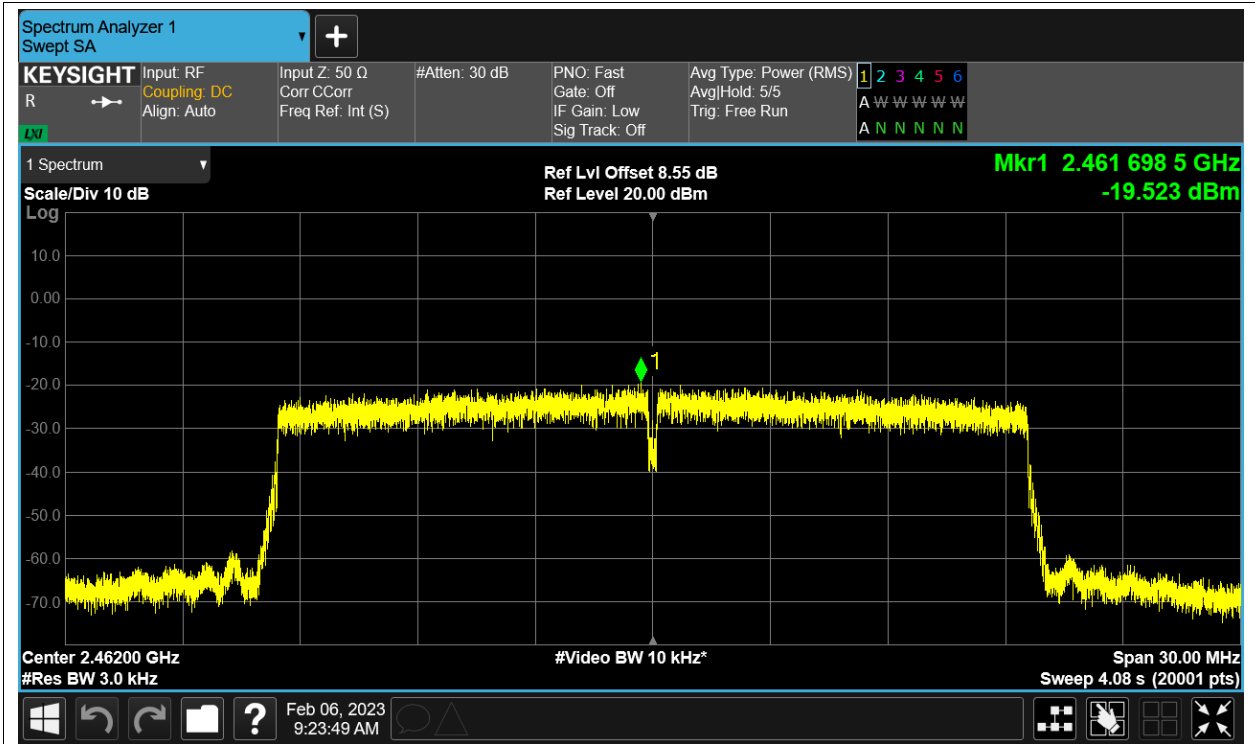 Spectrum Analyzer 1
Swept SA
+
KEYSIGHT
R
LXI
Input: RF
Coupling: DC
Align: Auto
Input Z: 50 Ω
Corr CCorr
Freq Ref: Int (S)
#Atten: 30 dB
PNO: Fast
Gate: Off
IF Gain: Low
Sig Track: Off
Avg Type: Power (RMS)
Avg|Hold: 5/5
Trig: Free Run
1 2 3 4 5 6
A W W W W W
A N N N N N
1 Spectrum
Scale/Div 10 dB
Log
Ref Lvl Offset 8.55 dB
Ref Level 20.00 dBm
Mkr1 2.461 698 5 GHz
-19.523 dBm
10.0
0.00
-10.0
1
-20.0
-30.0
-40.0
-50.0
-60.0
-70.0
Center 2.46200 GHz
#Video BW 10 kHz*
Span 30.00 MHz
#Res BW 3.0 kHz
Sweep 4.08 s (20001 pts)
?
Feb 06, 2023
9:23:49 AM